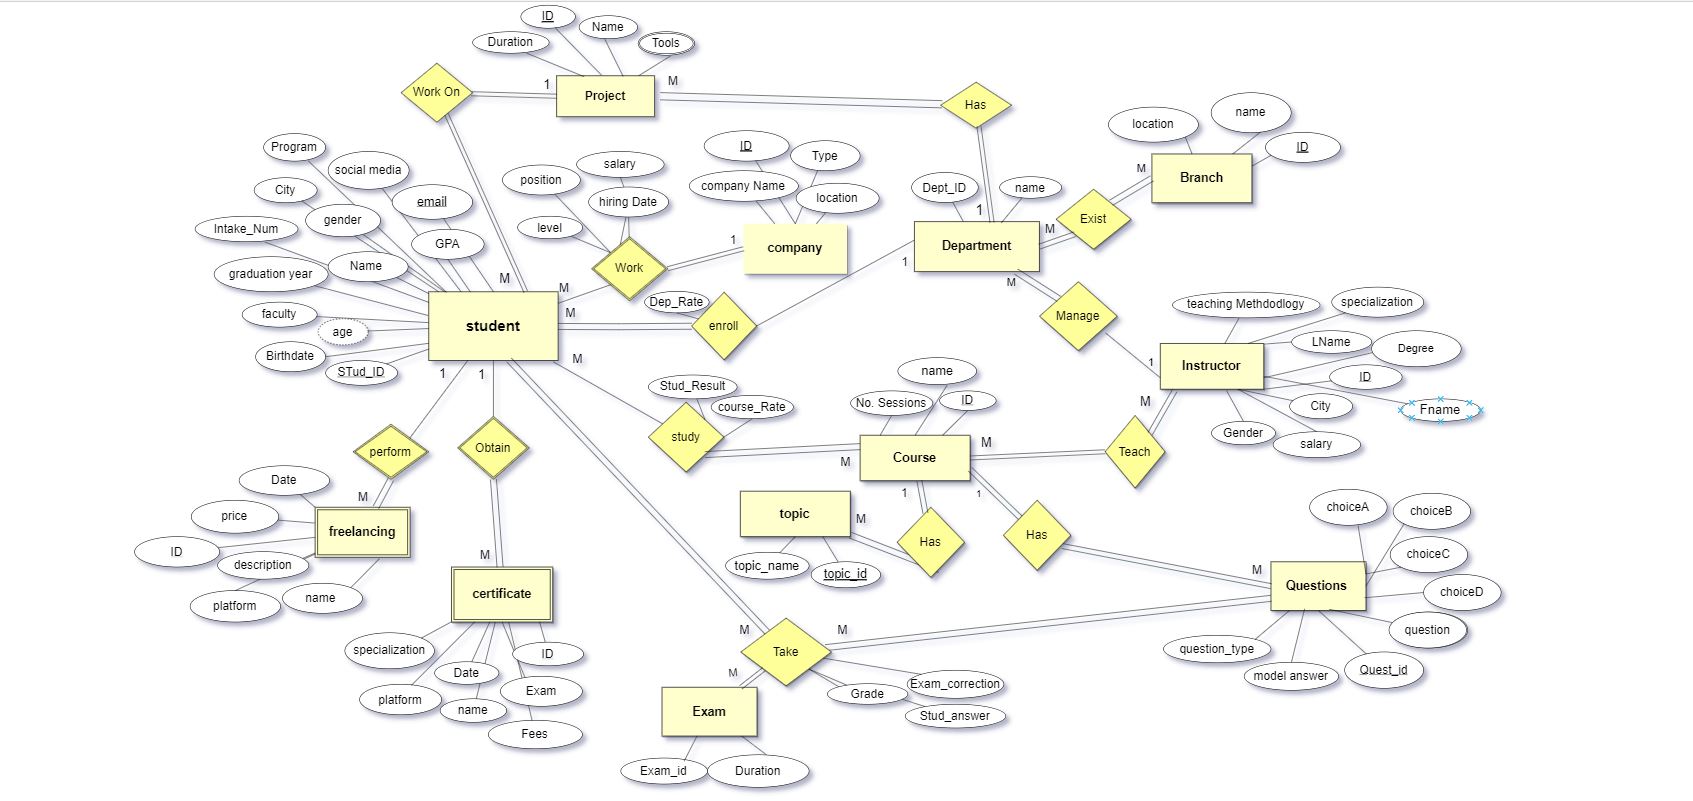 ID
Name
Duration
Tools
Work On
1
Project
M
Has
name
location
ID
Program
social media
salary
ID
Type
M
Branch
City
email
position
company Name
location
Dept_ID
name
hiring Date
gender
Intake_Num
GPA
level
1
company
1
M
Exist
Department
graduation year
Name
M
Work
M
1
M
faculty
age
student
M
Dep_Rate
enroll
Manage
teaching Methdodlogy
specialization
Birthdate
STud_ID
1
1
M
1
Instructor
LName
Degree
ID
name
Stud_Result
No. Sessions
ID
course_Rate
M
City
Fname
perform
Obtain
study
M
Course
M
Teach
Gender
salary
Date
M
1
1
price
freelancing
topic
M
Has
Has
choiceA
choiceB
ID
description
M
topic_name
topic_id
M
Questions
choiceC
choiceD
platform
name
certificate
question
specialization
Date
ID
M
M
Take
question_type
model answer
Quest_id
platform
name
Exam
M
Grade
Exam_correction
Fees
Exam
Stud_answer
Exam_id
Duration